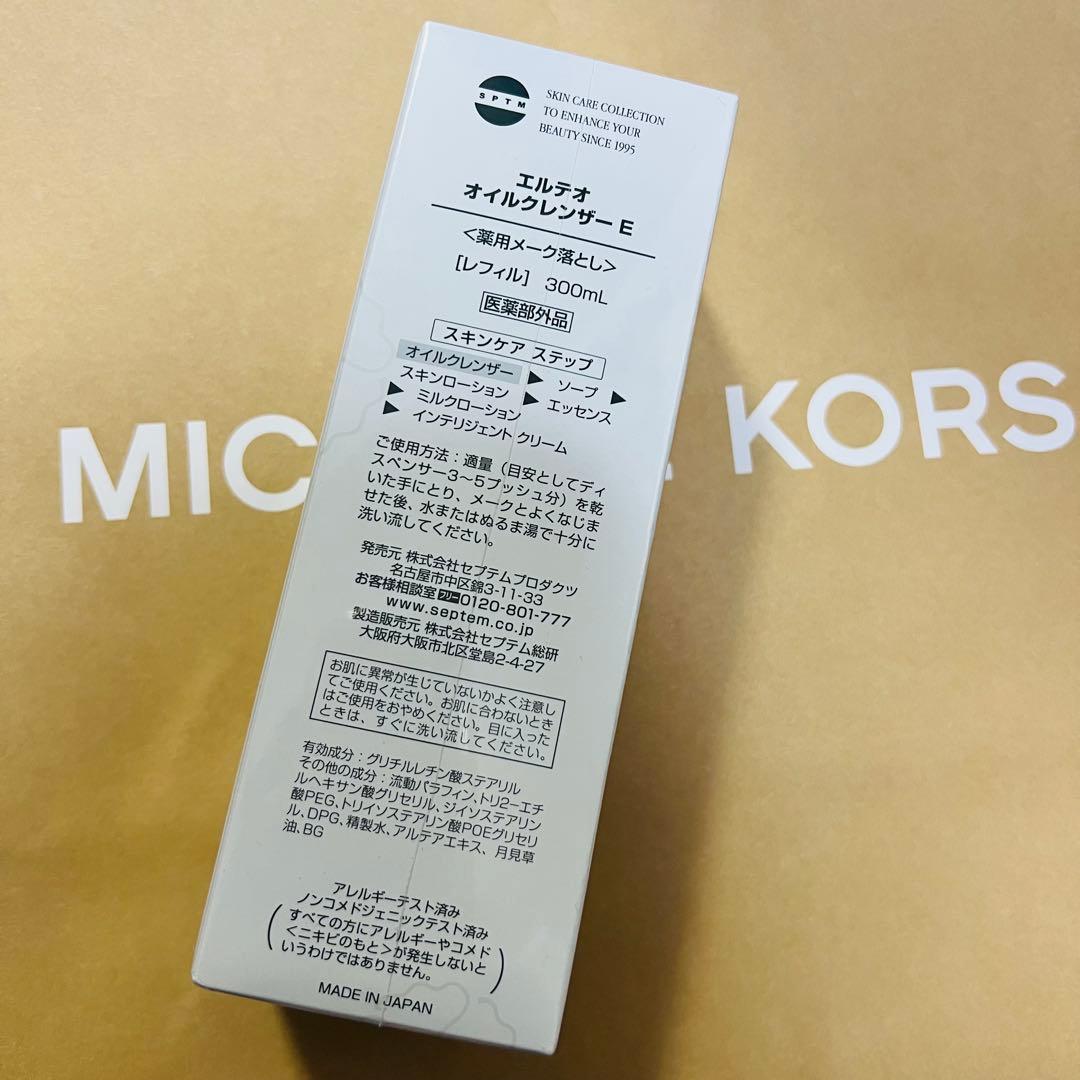 SPTM
SKIN CARE COLLECTION
TO ENHANCE YOUR
BEAUTY SINCE 1995
エルテオ
オイルクレンザー E
<薬用メーク落とし>
[レフィル] 300mL
医薬部外品
スキンケア ステップ
オイルクレンザー ▶ ソープ ▶
スキンローション ▶ エッセンス
▶ ミルクローション
▶ インテリジェント クリーム
ご使用方法:適量(目安としてディ
スペンサー3~5プッシュ分)を乾
いた手にとり、メークとよくなじま
せた後、水またはぬるま湯で十分に
洗い流してください。
発売元 株式会社セプテムプロダクツ
名古屋市中区錦3-11-33
お客様相談室 フリー 0120-801-777
www.septem.co.jp
製造販売元 株式会社セプテム総研
大阪府大阪市北区堂島2-4-27
お肌に異常が生じていないかよく注意し
てご使用ください。お肌に合わないとき
はご使用をおやめください。目に入った
ときは、すぐに洗い流してください。
有効成分:グリチルレチン酸ステアリル
その他の成分:流動パラフィン、トリ2-エチ
ルヘキサン酸グリセリル、ジイソステアリン
酸PEG、トリイソステアリン酸POEグリセリ
ル、DPG、精製水、アルテアエキス、月見草
油、BG
アレルギーテスト済み
ノンコメドジェニックテスト済み
(すべての方にアレルギーやコメド
<ニキビのもと>が発生しないと
いうわけではありません。)
MADE IN JAPAN
MIC KORS